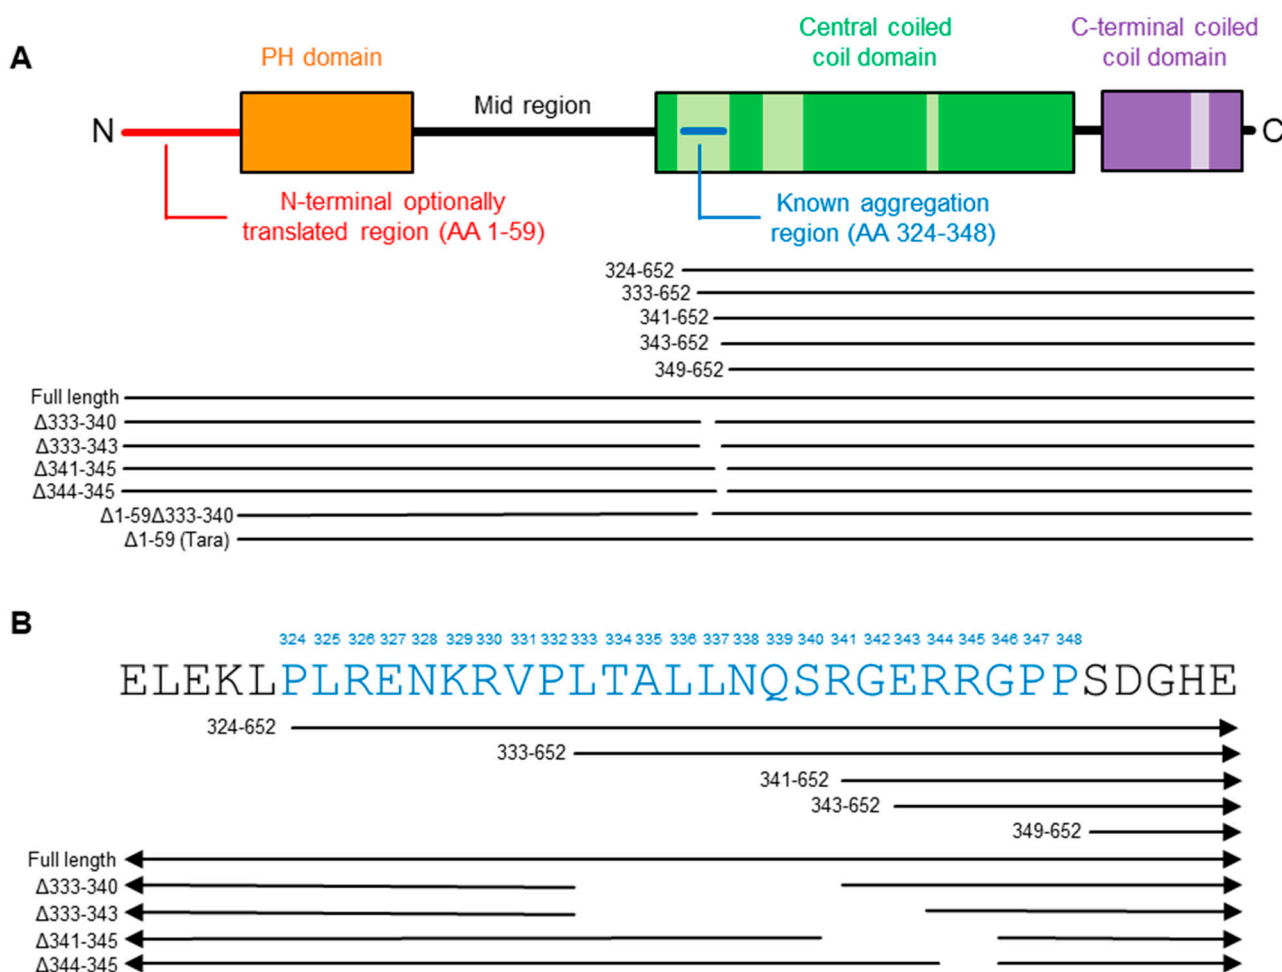 A
PH domain
Central coiled
coil domain
C-terminal coiled
coil domain
N
Mid region
C
N-terminal optionally
translated region (AA 1-59)
Known aggregation
region (AA 324-348)
324-652
333-652
341-652
343-652
349-652
Full length
Δ333-340
Δ333-343
Δ341-345
Δ344-345
Δ1-59Δ333-340
Δ1-59 (Tara)
B
324 325 326 327 328 329 330 331 332 333 334 335 336 337 338 339 340 341 342 343 344 345 346 347 348
ELEKLPLRENKRVPLTALLNQSRGERRGPPSDGHE
324-652
333-652
341-652
343-652
349-652
Full length
Δ333-340
Δ333-343
Δ341-345
Δ344-345